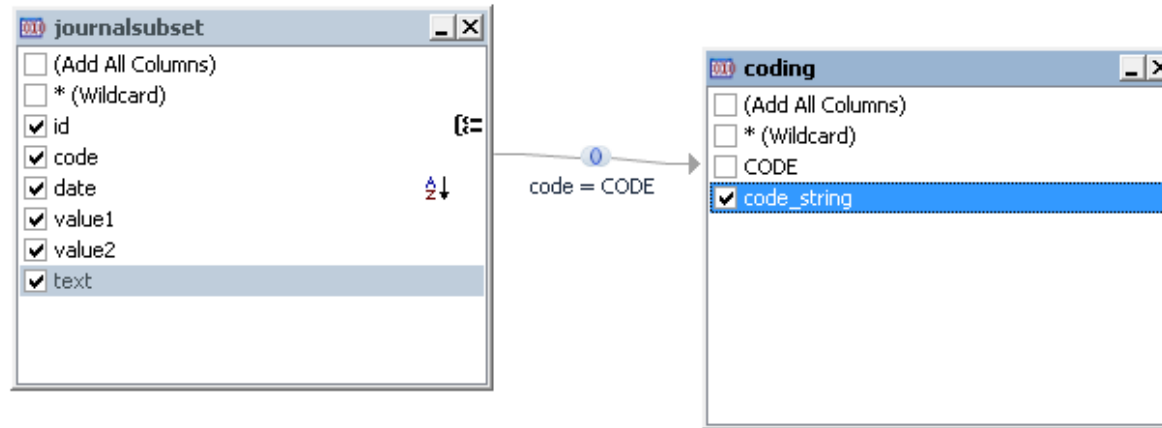 journalsubset
(Add All Columns)
* (Wildcard)
id
code
date
value1
value2
text
code = CODE
coding
(Add All Columns)
* (Wildcard)
CODE
code_string